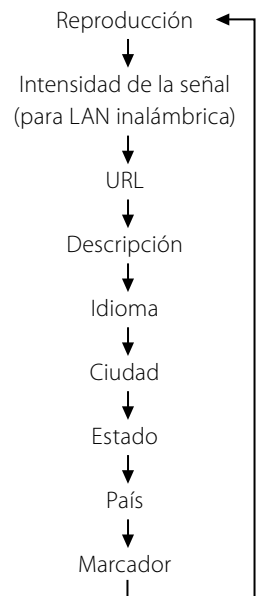 Reproducción
Intensidad de la señal
(para LAN inalámbrica)
URL
Descripción
Idioma
Ciudad
Estado
País
Marcador